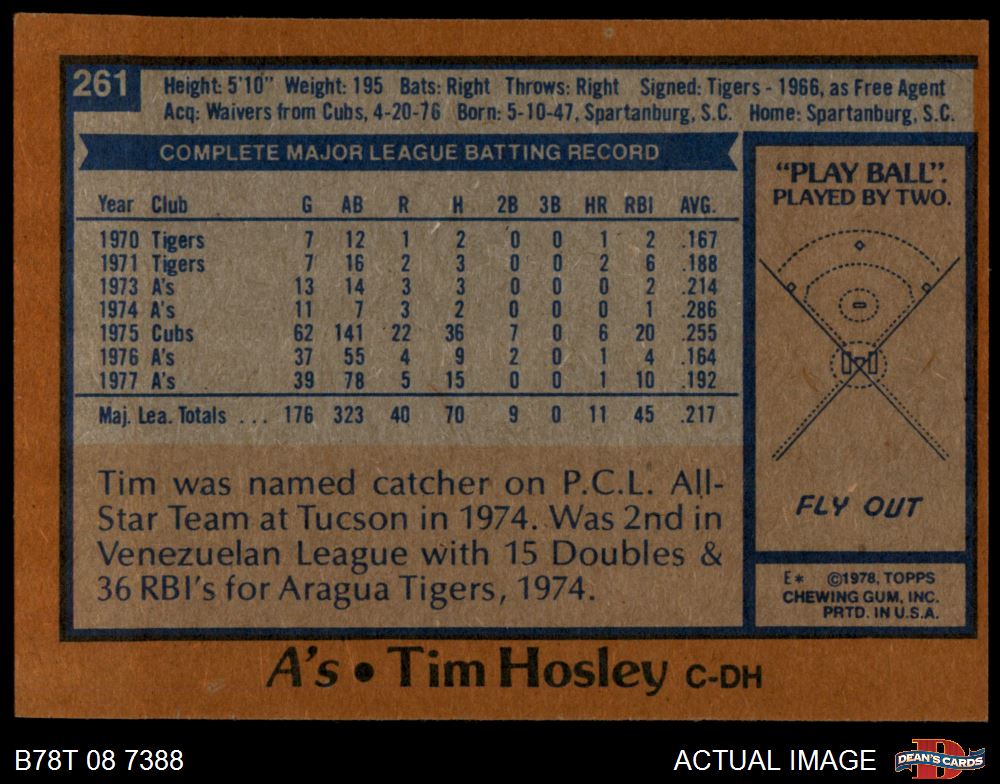 261
Height: 5'10" Weight: 195 Bats: Right Throws: Right Signed: Tigers - 1966, as Free Agent
Acq: Waivers from Cubs, 4-20-76 Born: 5-10-47, Spartanburg, S.C. Home: Spartanburg, S.C.
COMPLETE MAJOR LEAGUE BATTING RECORD
Year Club G AB R H 2B 3B HR RBI AVG.
1970 Tigers 7 12 1 2 0 0 1 2 .167
1971 Tigers 7 16 2 3 0 0 2 6 .188
1973 A's 13 14 3 3 0 0 0 2 .214
1974 A's 11 7 3 2 0 0 0 1 .286
1975 Cubs 62 141 22 36 7 0 6 20 .255
1976 A's 37 55 4 9 2 0 1 4 .164
1977 A's 39 78 5 15 0 0 1 10 .192
Maj. Lea. Totals ... 176 323 40 70 9 0 11 45 .217
Tim was named catcher on P.C.L. All-
Star Team at Tucson in 1974. Was 2nd in
Venezuelan League with 15 Doubles &
36 RBI's for Aragua Tigers, 1974.
"PLAY BALL".
PLAYED BY TWO.
FLY OUT
E* ©1978, TOPPS
CHEWING GUM, INC.
PRTD. IN U.S.A.
A's • Tim Hosley C-DH
B78T 08 7388
ACTUAL IMAGE
DEAN'S CARDS